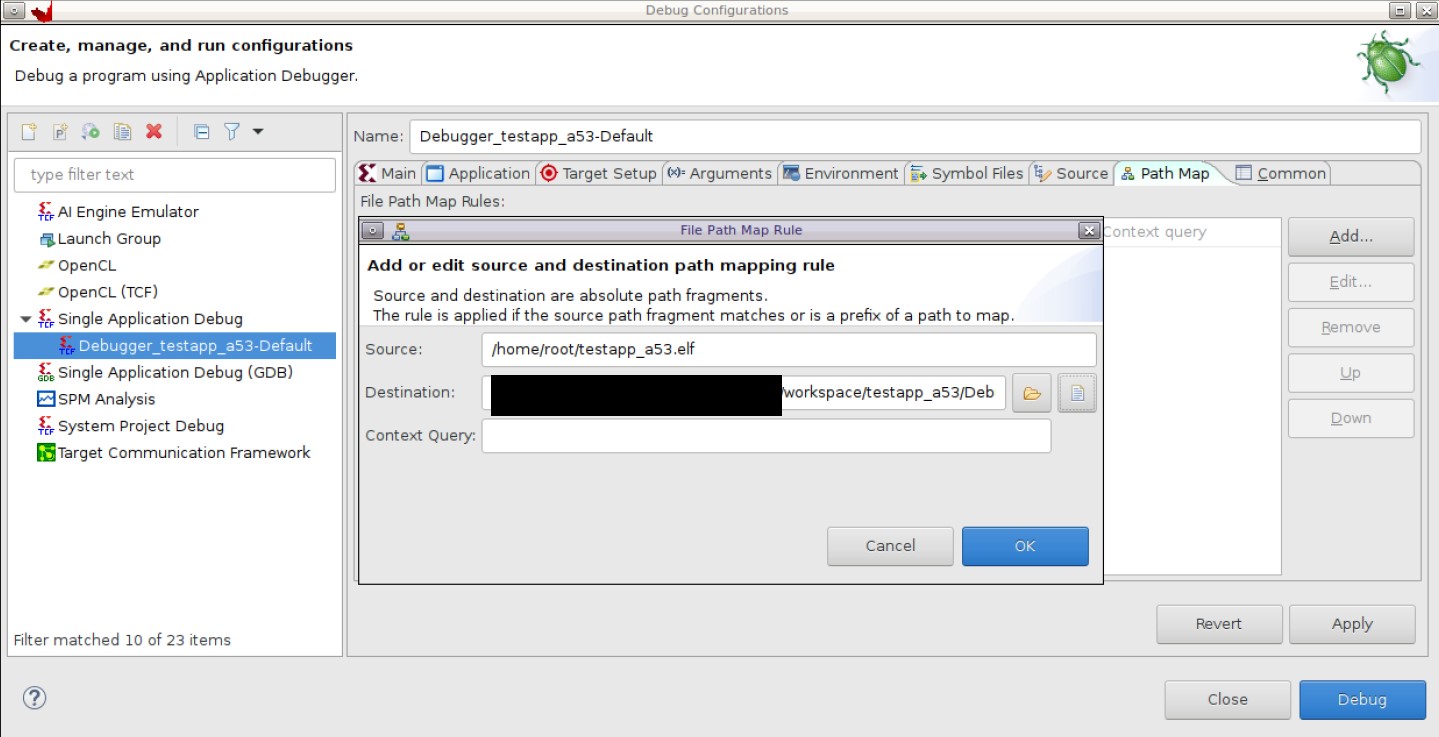 Debug Configurations
Create, manage, and run configurations
Debug a program using Application Debugger.
type filter text
AI Engine Emulator
Launch Group
OpenCL
OpenCL (TCF)
Single Application Debug
Debugger_testapp_a53-Default
Single Application Debug (GDB)
SPM Analysis
System Project Debug
Target Communication Framework
Filter matched 10 of 23 items
Name: Debugger_testapp_a53-Default
Main Application Target Setup Arguments Environment Symbol Files Source Path Map Common
File Path Map Rules:
Context query
Add...
Edit...
Remove
Up
Down
File Path Map Rule
Add or edit source and destination path mapping rule
Source and destination are absolute path fragments.
The rule is applied if the source path fragment matches or is a prefix of a path to map.
Source: /home/root/testapp_a53.elf
Destination: /workspace/testapp_a53/Deb
Context Query:
Cancel OK
Revert Apply
? Close Debug